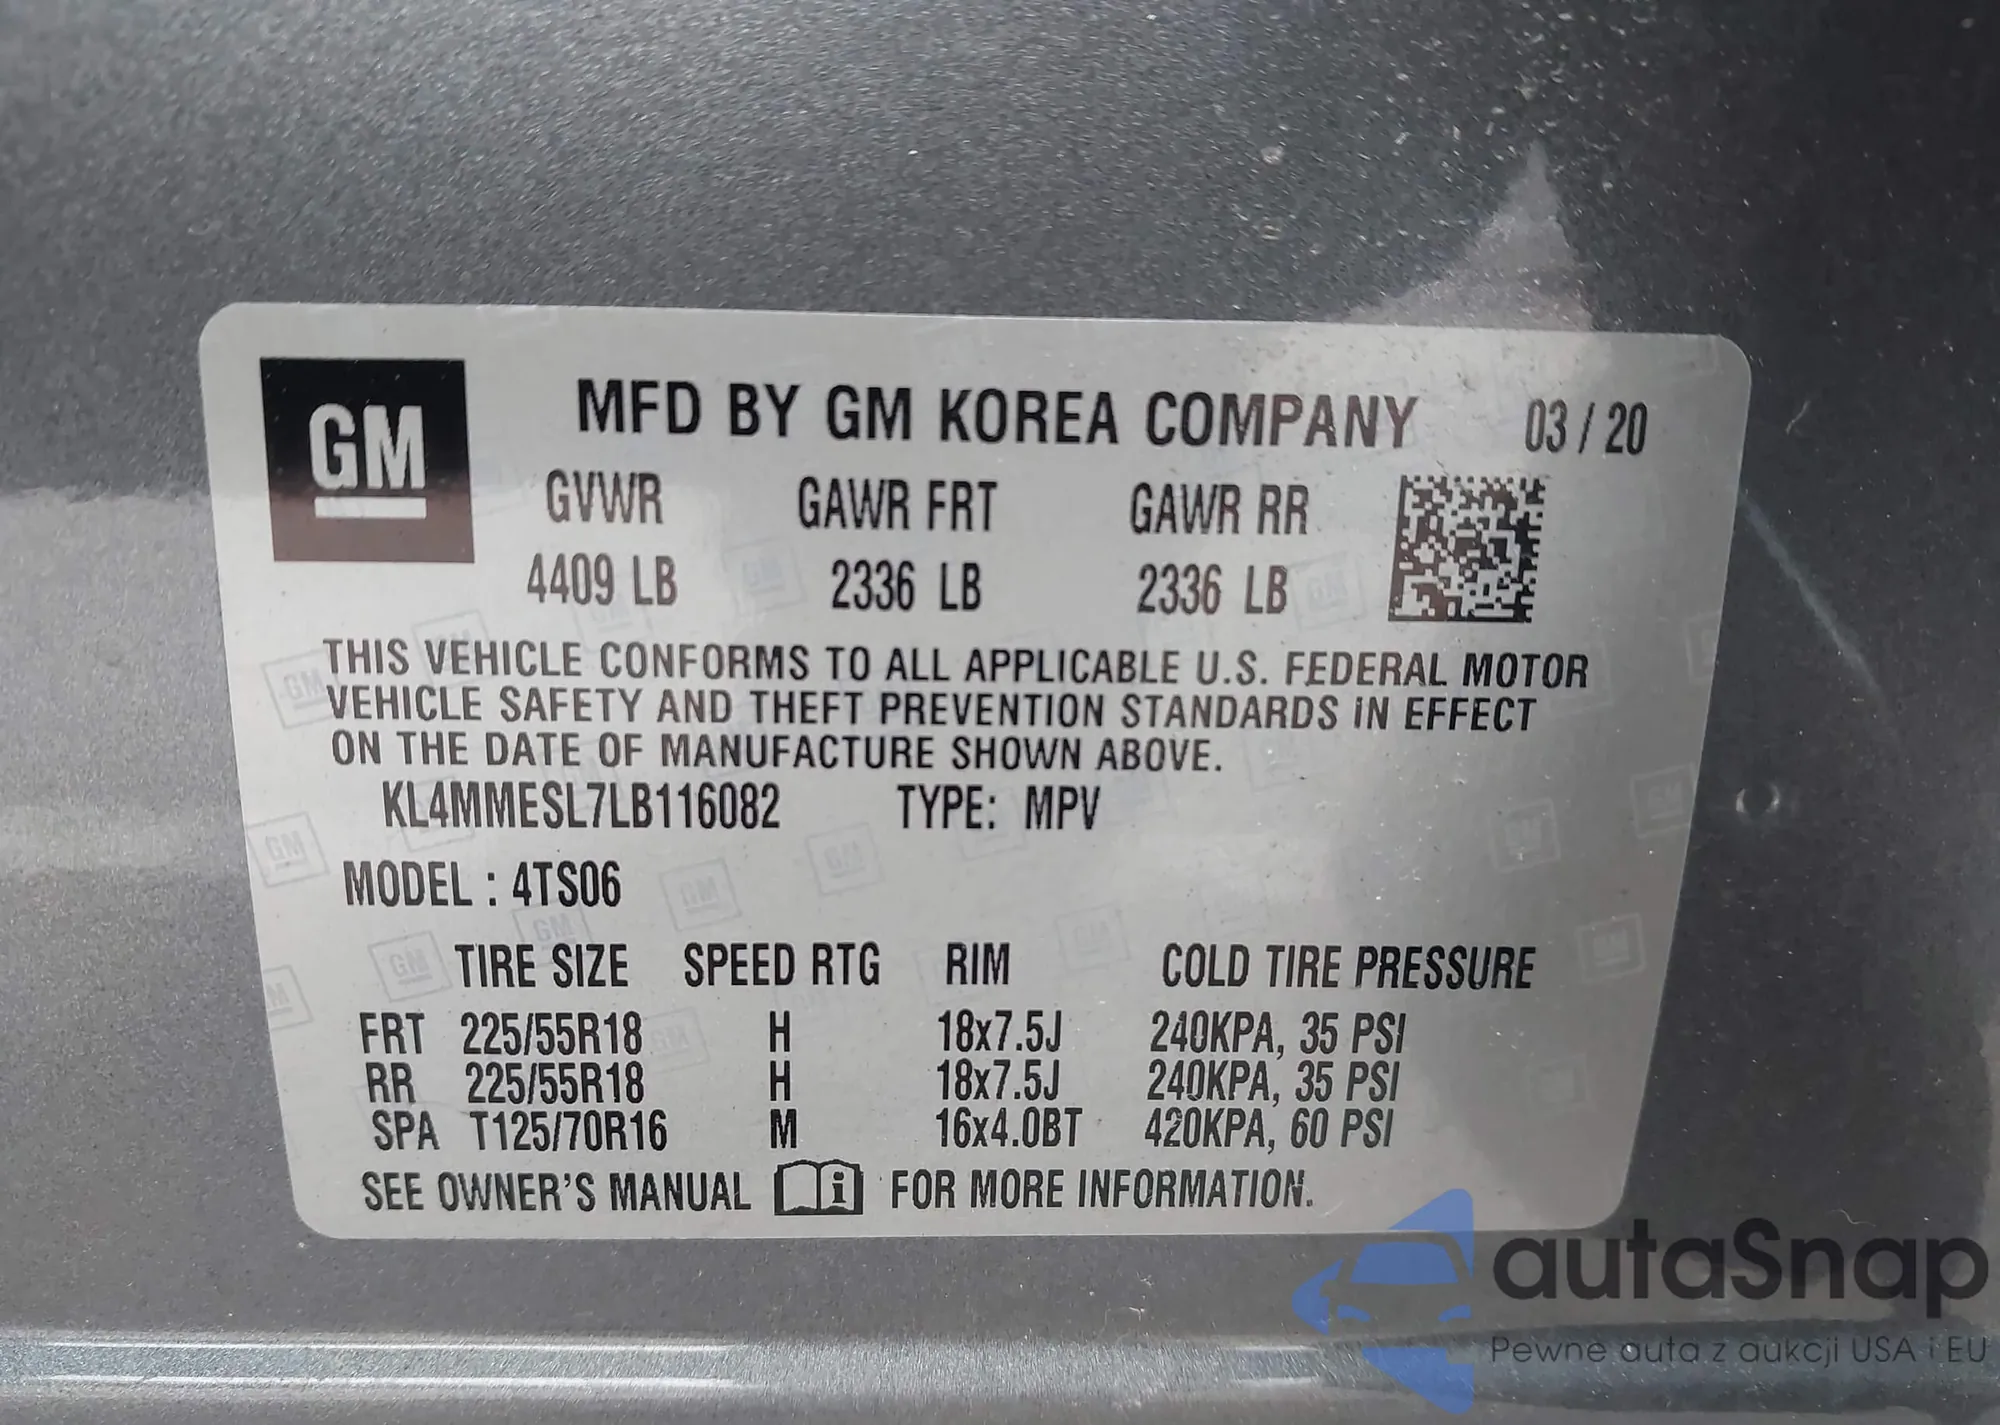 GM
MFD BY GM KOREA COMPANY 03 / 20
GVWR GAWR FRT GAWR RR
4409 LB 2336 LB 2336 LB
THIS VEHICLE CONFORMS TO ALL APPLICABLE U.S. FEDERAL MOTOR
VEHICLE SAFETY AND THEFT PREVENTION STANDARDS IN EFFECT
ON THE DATE OF MANUFACTURE SHOWN ABOVE.
KL4MMESL7LB116082 TYPE: MPV
MODEL : 4TS06
TIRE SIZE SPEED RTG RIM COLD TIRE PRESSURE
FRT 225/55R18 H 18x7.5J 240KPA, 35 PSI
RR 225/55R18 H 18x7.5J 240KPA, 35 PSI
SPA T125/70R16 M 16x4.0BT 420KPA, 60 PSI
SEE OWNER'S MANUAL i FOR MORE INFORMATION.
autaSnap
Pewne auta z aukcji USA i EU